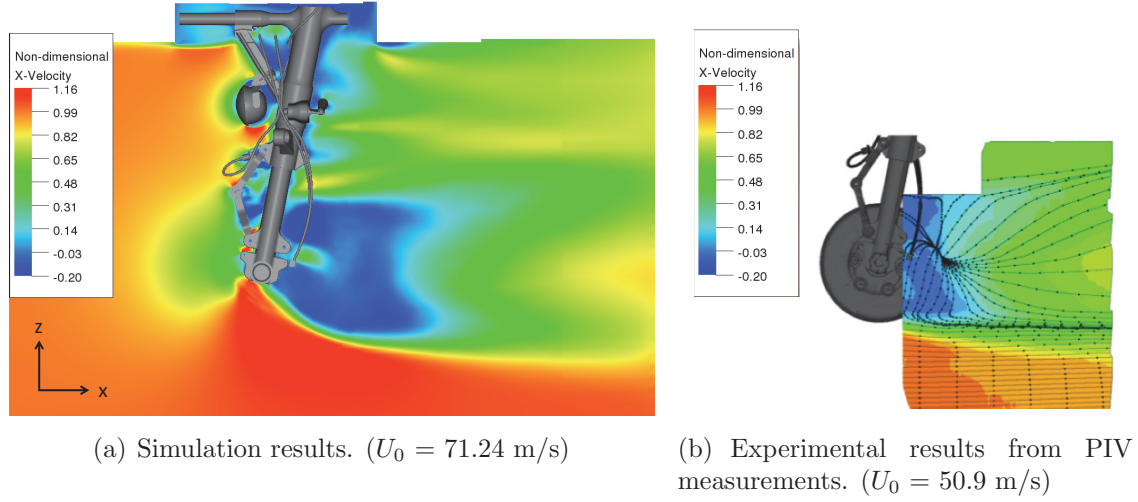 Non-dimensional
X-Velocity
1.16
0.99
0.82
0.65
0.48
0.31
0.14
-0.03
-0.20
Z
X
Non-dimensional
X-Velocity
1.16
0.99
0.82
0.65
0.48
0.31
0.14
-0.03
-0.20
(a) Simulation results. (U₀ = 71.24 m/s)
(b) Experimental results from PIV
measurements. (U₀ = 50.9 m/s)